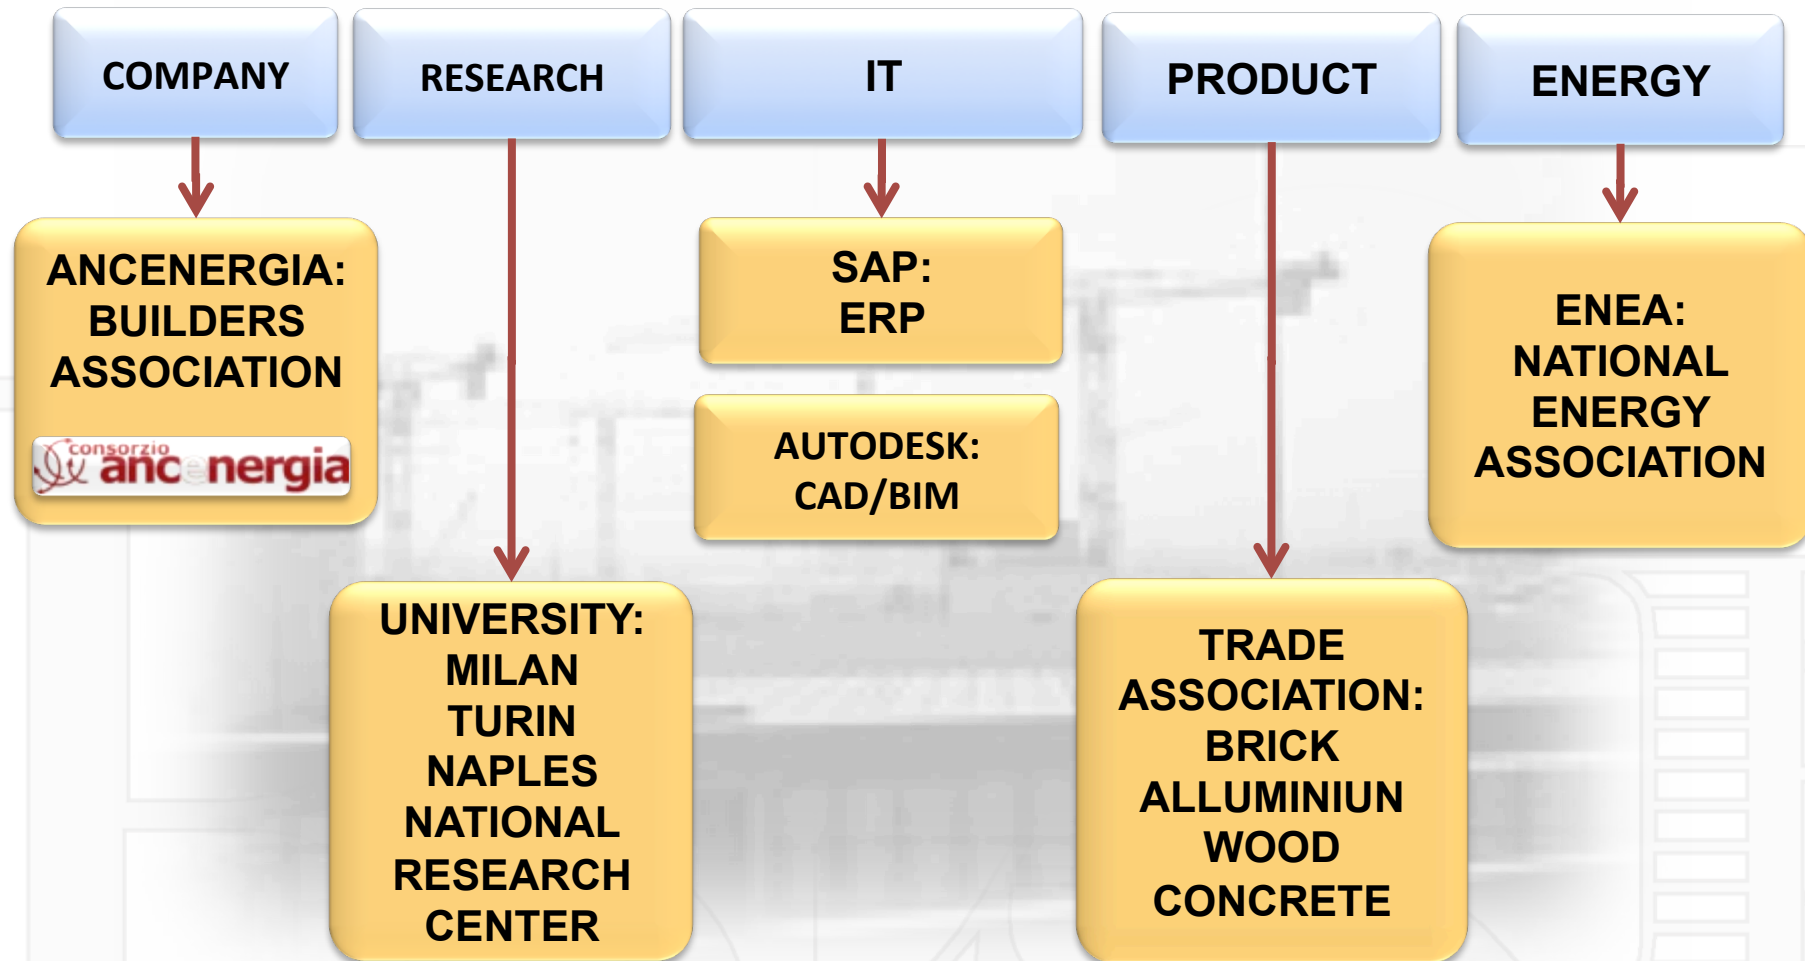 COMPANY
RESEARCH
IT
PRODUCT
ENERGY
ANCENERGIA:
BUILDERS
ASSOCIATION
consorzio
ancenergia
SAP:
ERP
AUTODESK:
CAD/BIM
ENEA:
NATIONAL
ENERGY
ASSOCIATION
UNIVERSITY:
MILAN
TURIN
NAPLES
NATIONAL
RESEARCH
CENTER
TRADE
ASSOCIATION:
BRICK
ALLUMINIUN
WOOD
CONCRETE